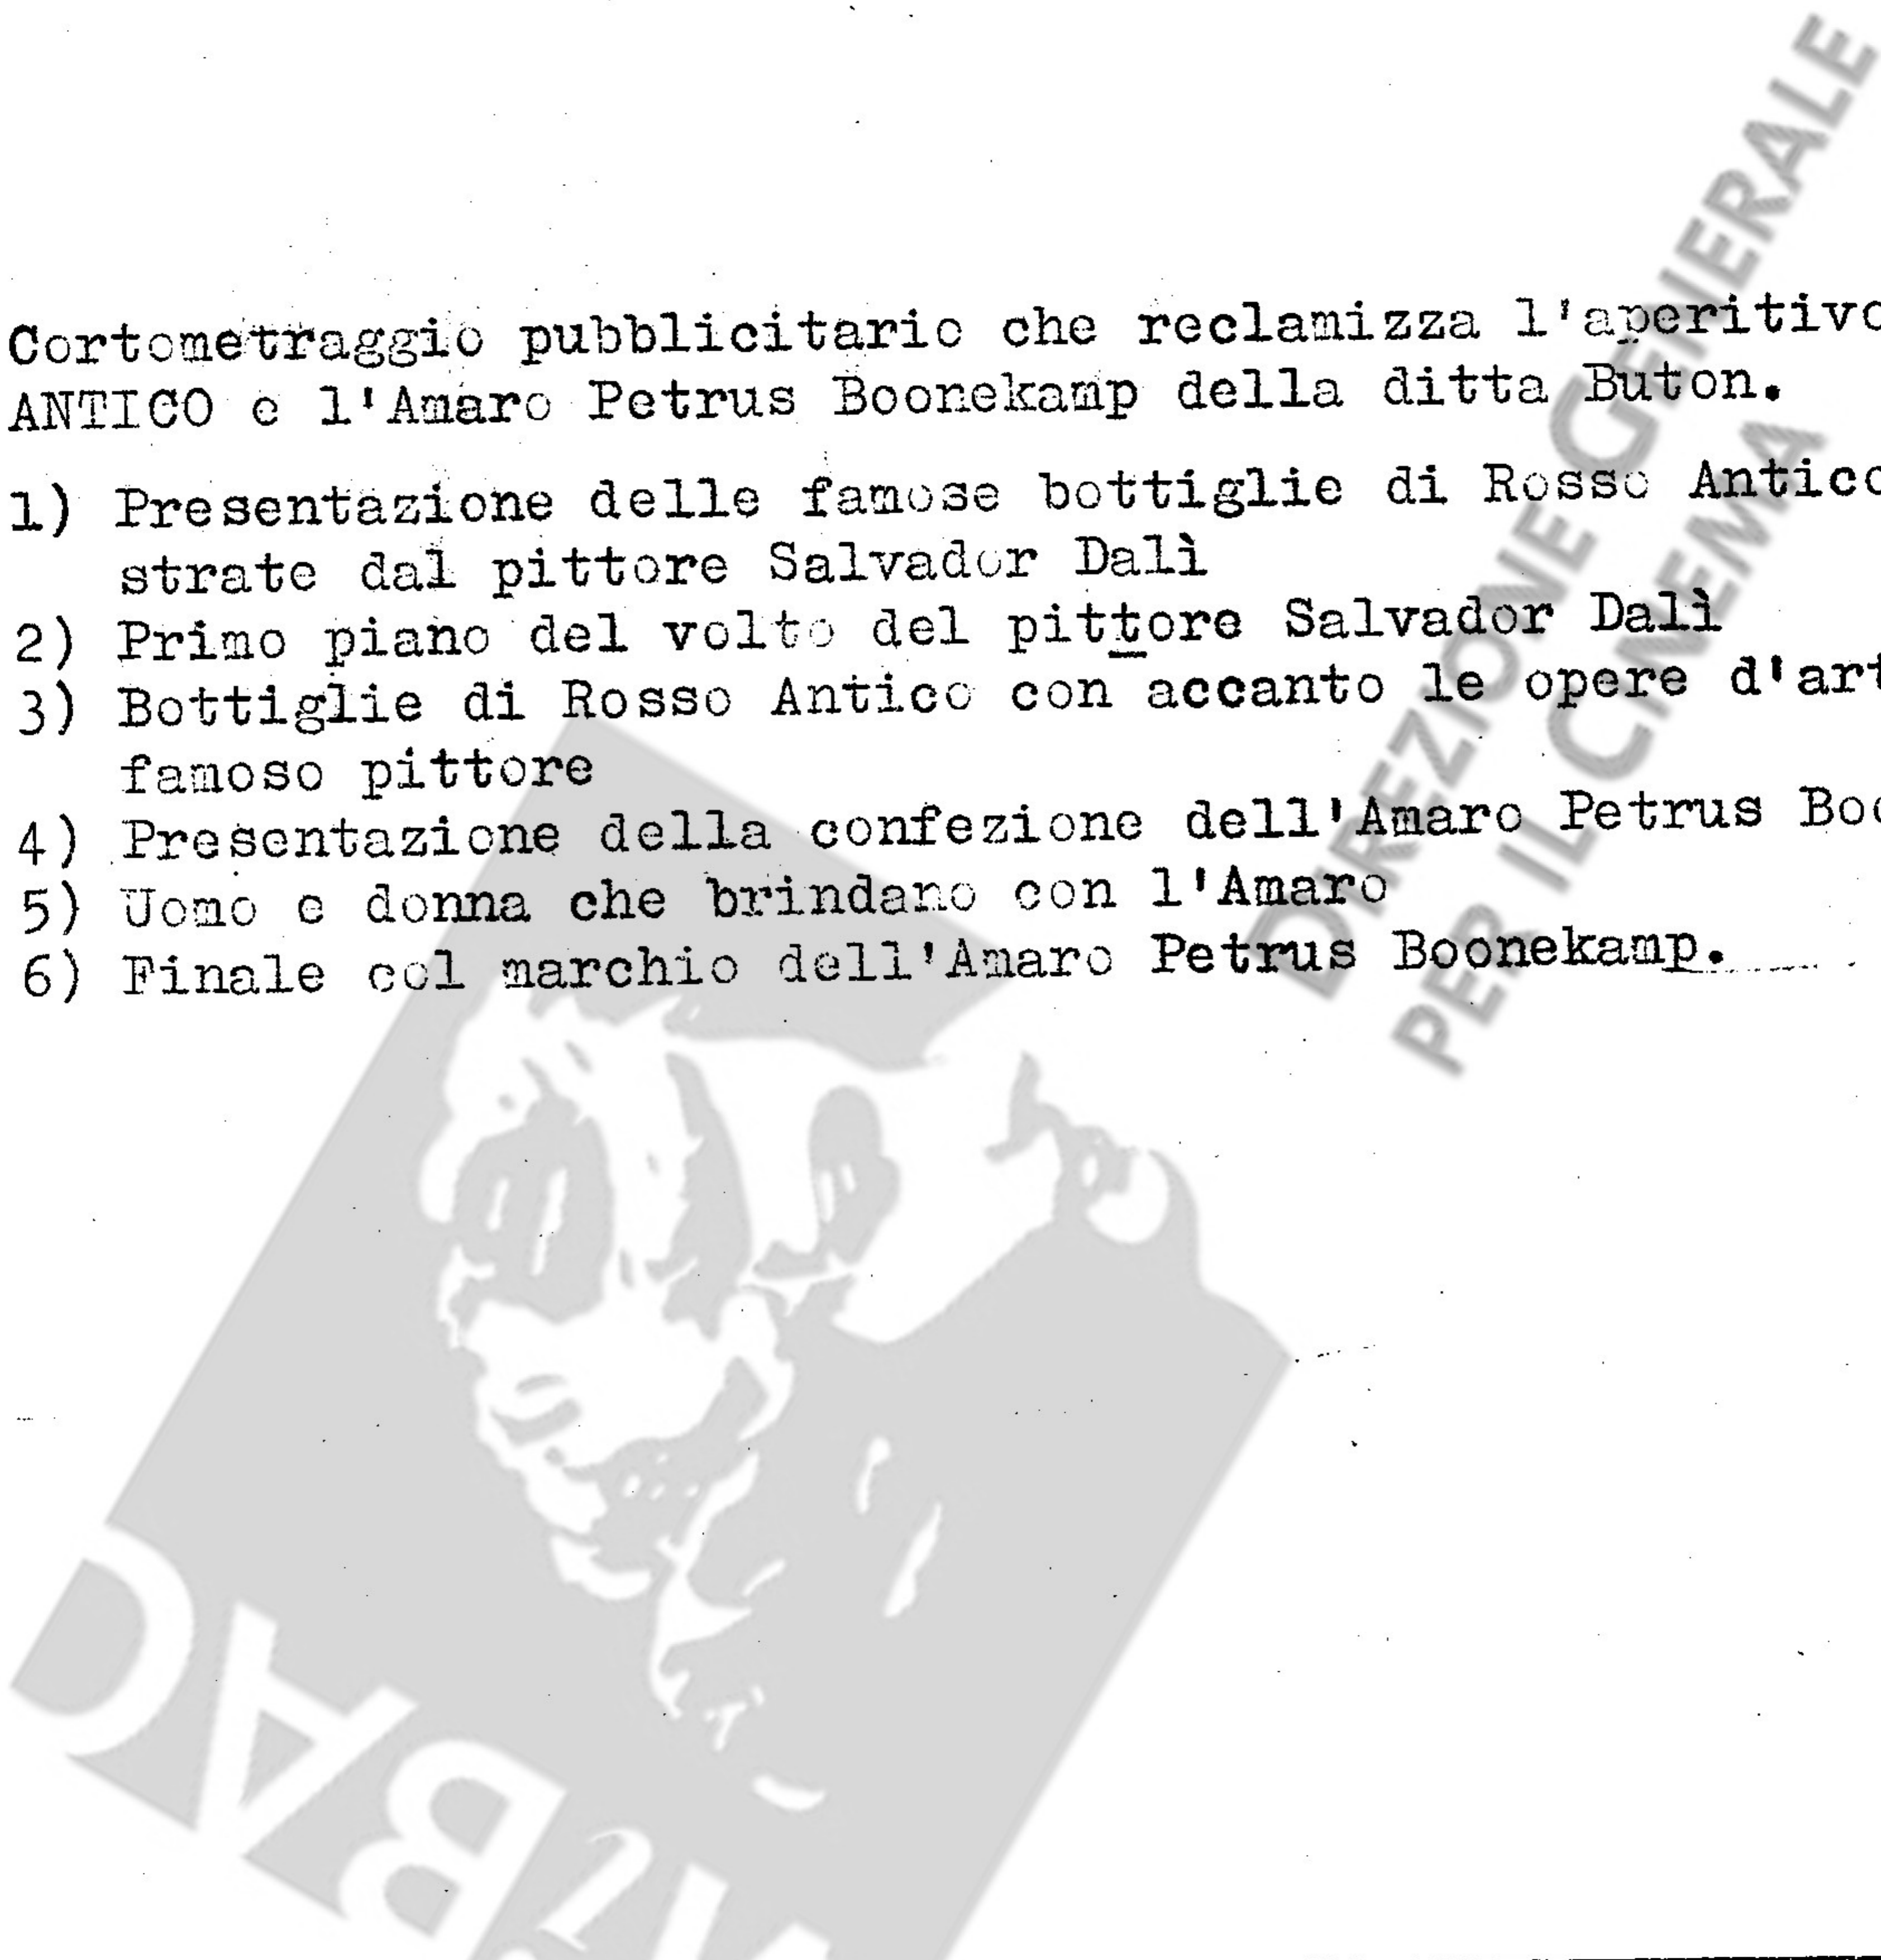 Cortometraggio pubblicitario che reclamizza l'aperitivo
ANTICO e l'Amaro Petrus Boonekamp della ditta Buton.
1) Presentazione delle famose bottiglie di Rosso Antico
strate dal pittore Salvador Dalì
2) Primo piano del volto del pittore Salvador Dalì
3) Bottiglie di Rosso Antico con accanto le opere d'art
famoso pittore
4) Presentazione della confezione dell'Amaro Petrus Boo
5) Uomo e donna che brindano con l'Amaro
6) Finale col marchio dell'Amaro Petrus Boonekamp.
DIREZIONE GENERALE
PER IL CINEMA
MiBAC